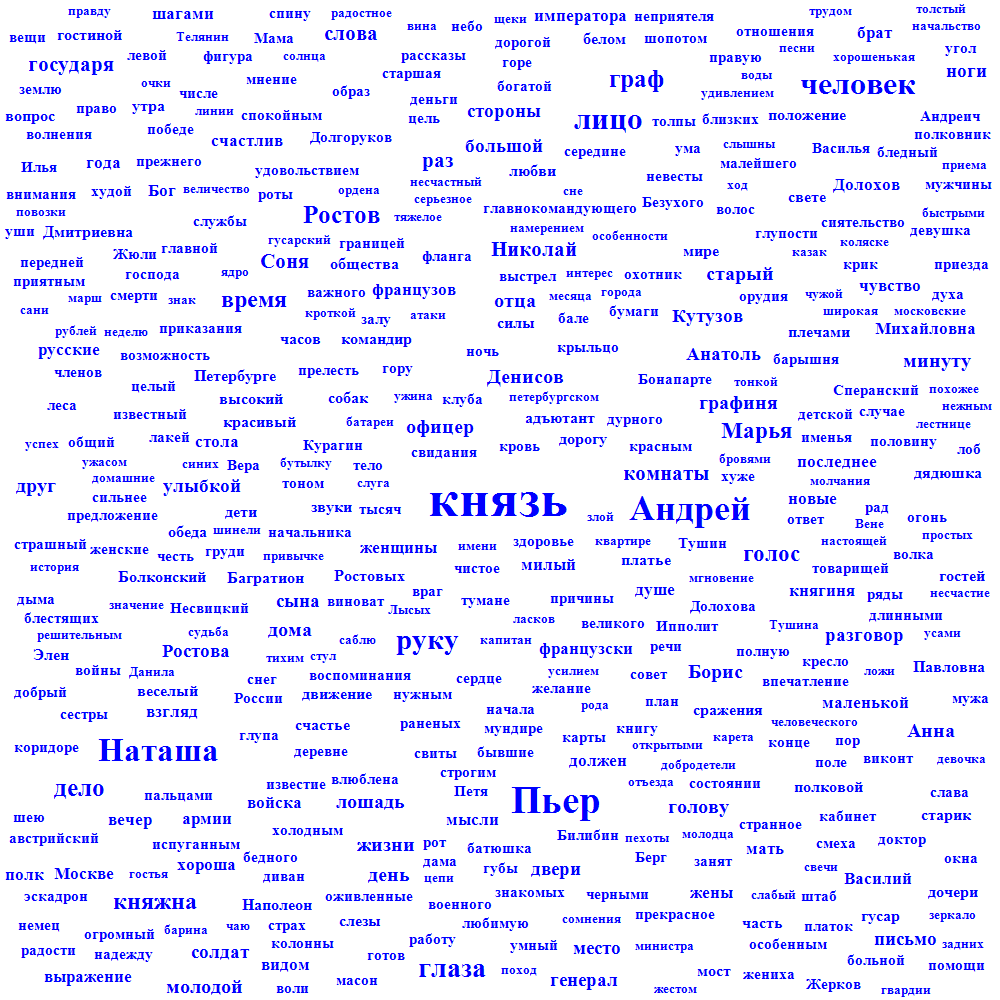 правду шагами спину радостное вина небо щеки императора неприятеля трудом толстый
вещи гостиной Телянин Мама слова дорогой белом шопотом отношения брат начальство
государя левой фигура солнца рассказы горе правую песни хорошенькая угол
землю очки числе мнение образ старшая богатой граф воды человек ноги
вопрос право утра линии спокойным деньги цель стороны удивлением
волнения победе счастлив Долгоруков большой лицо толпы близких положение Андреич полковник
Илья года прежнего удовольствием раз любви середине ума слышны малейшего Василья бледный приема
внимания худой Бог величество роты ордена несчастный серьезное сне невесты ход свете Долохов мужчины
повозки службы Ростов тяжелое главнокомандующего Безухого волос сиятельство быстрыми
уши Дмитриевна гусарский границей намерением особенности глупости коляске девушка
передней Жюли главной Соня общества фланга Николай мире казак
приятным господа ядро выстрел интерес охотник старый крик приезда
сани марш смерти знак время важного французов отца месяца города орудия чужой чувство духа
рублей неделю приказания кроткой залу атаки силы бале бумаги Кутузов плечами широкая московские Михайловна
русские возможность часов командир ночь крыльцо Анатоль барышня минуту
членов целый Петербурге прелесть гору Денисов Бонапарте тонкой Сперанский похожее
леса известный высокий собак ужина клуба петербургском графиня детской случае нежным
успех общий лакей красивый батареи офицер адъютант дурного Марья именья половину лестнице
стола Курагин свидания кровь дорогу красным бровями последнее лоб
ужасом домашние синих Вера бутылку тело комнаты хуже молчания дядюшка
друг сильнее улыбкой тоном слуга князь Андрей новые
предложение дети звуки тысяч злой ответ рад Вене огонь
страшный женские обеда шинели начальника женщины имени здоровье квартире Тушин голос настоящей простых
история честь груди привычке чистое милый платье товарищей волка
Болконский Багратион Ростовых враг мгновение княгиня ряды гостей несчастие
дыма значение Несвицкий сына виноват Лысых тумане причины душе Долохова
блестящих решительным судьба дома саблю руку капитан ласков великого Ипполит Тушина разговор длинными усами
Элен Ростова тихим стул французски речи полную кресло
войны Данила воспоминания сердце усилием совет Борис впечатление ложи Павловна
добрый веселый снег России движение нужным желание рода план маленькой мужа
сестры взгляд счастье раненых начала мундире карты книгу сражения человеческого
коридоре Наташа глупа деревне свиты бывшие открытыми карета конце пор Анна
дело известие влюблена строгим должен добродетели поле виконт девочка
пальцами войска лошадь Петя Пьер отъезда состоянии полковой слава
шею вечер армии холодным мысли голову странное кабинет старик
австрийский испуганным жизни рот батюшка Билибин пехоты молодца мать смеха доктор
полк Москве гостья хороша бедного диван день дама цепи губы двери Берг занят свечи Василий окна
эскадрон княжна Наполеон оживленные военного знакомых черными жены слабый штаб дочери
немец огромный барина чаю страх слезы любимую сомнения прекрасное часть платок гусар зеркало
радости надежду солдат колонны работу умный место министра особенным письмо задних
выражение видом готов глаза поход генерал мост жениха больной помощи
молодой воли масон жестом Жерков гвардии